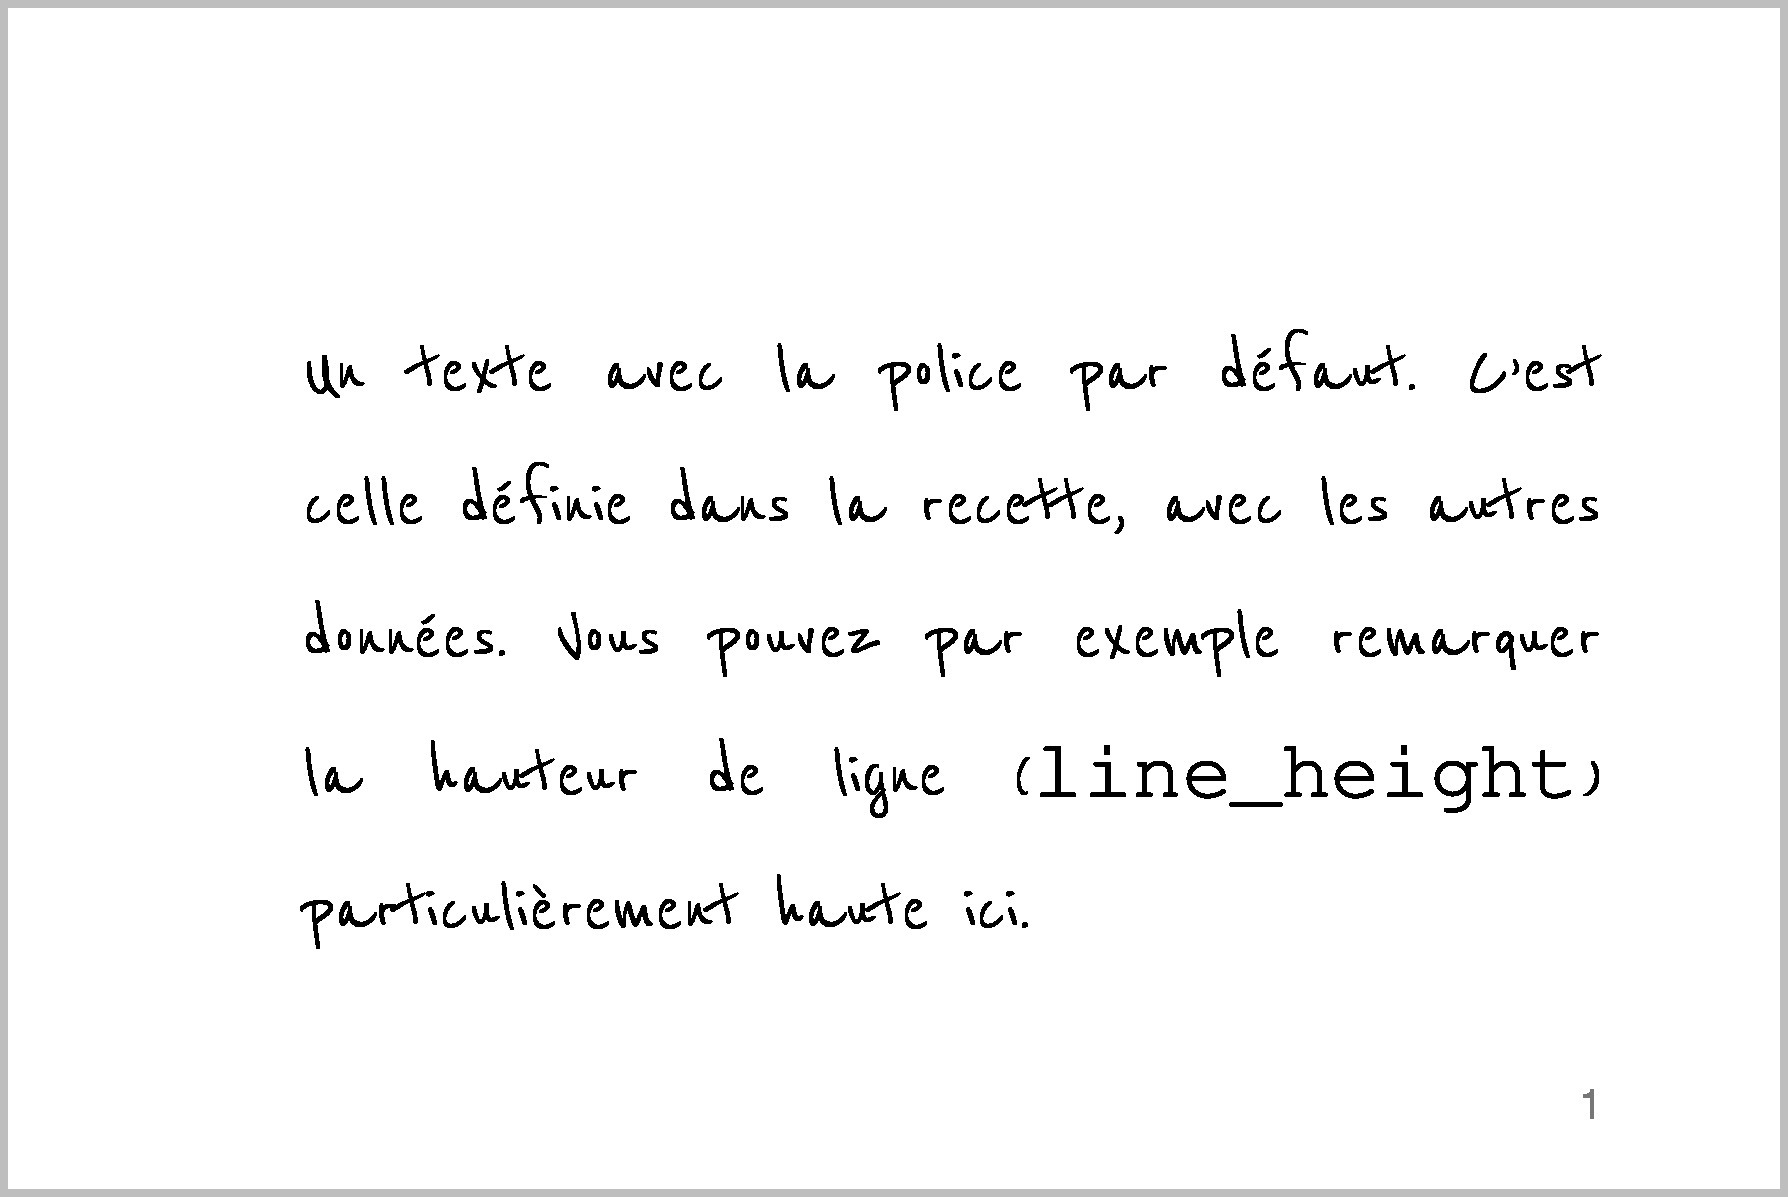 Un texte avec la police par défaut. C'est
celle définie dans la recette, avec les autres
données. Vous pouvez par exemple remarquer
la hauteur de ligne (line_height)
particulièrement haute ici.
1